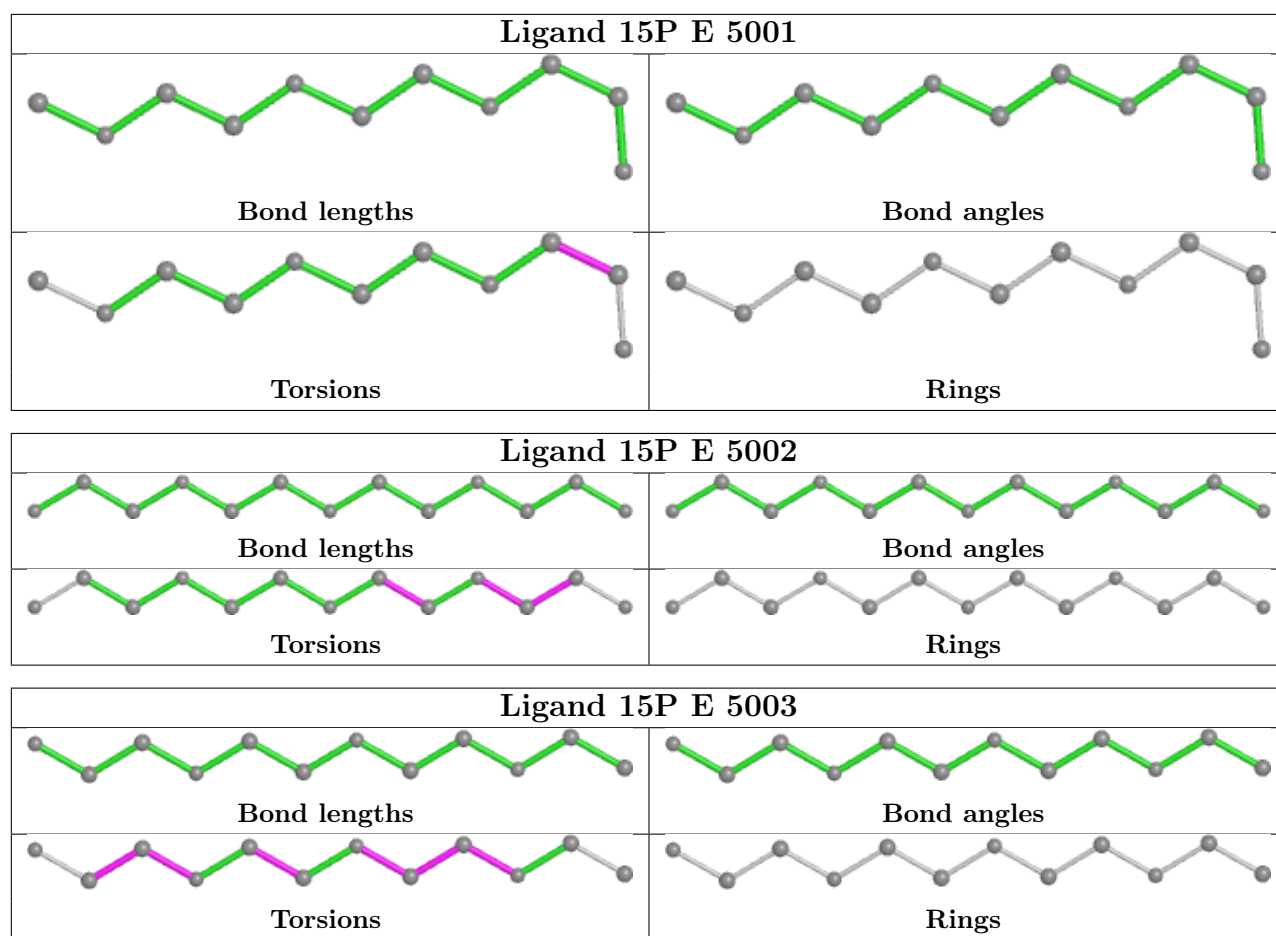 Ligand 15P E 5001
Bond lengths
Bond angles
Torsions
Rings
Ligand 15P E 5002
Bond lengths
Bond angles
Torsions
Rings
Ligand 15P E 5003
Bond lengths
Bond angles
Torsions
Rings